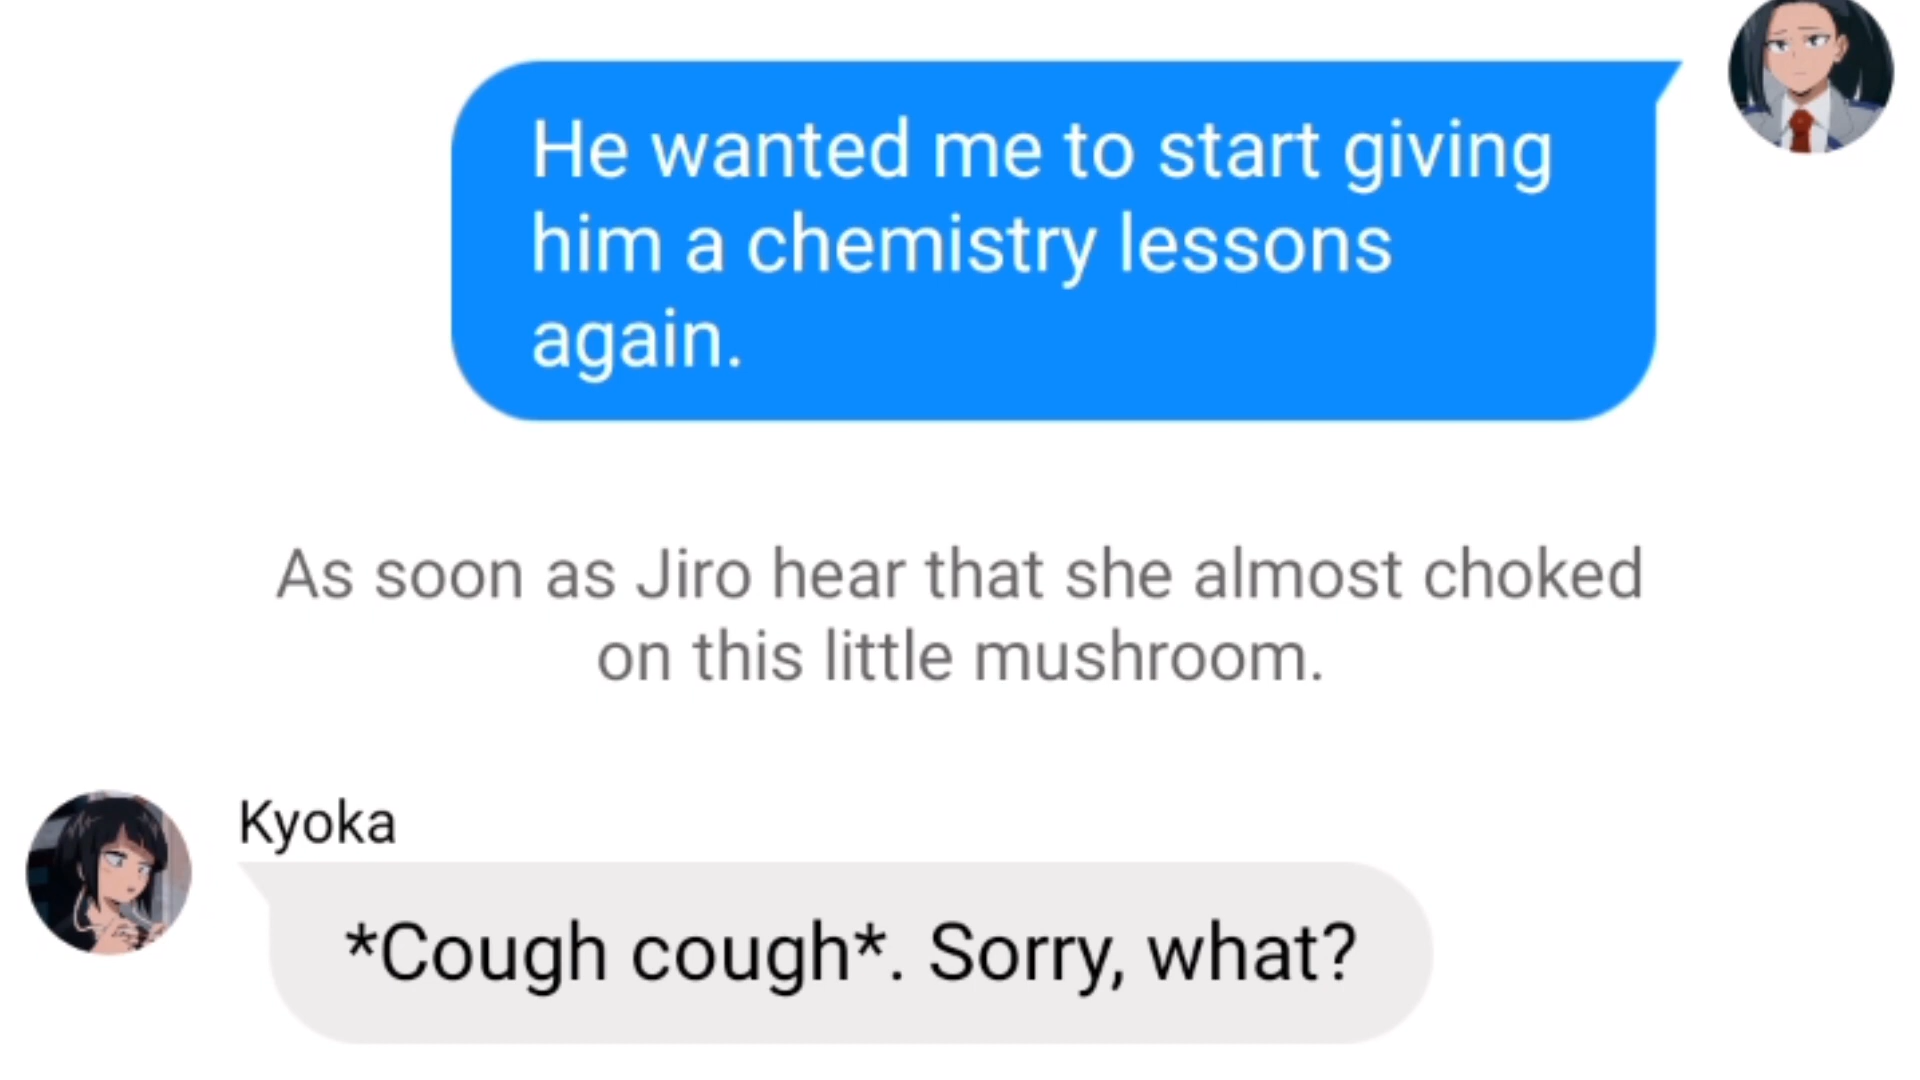 He wanted me to start giving
him a chemistry lessons
again.
As soon as Jiro hear that she almost choked
on this little mushroom.
Kyoka
*Cough cough*. Sorry, what?